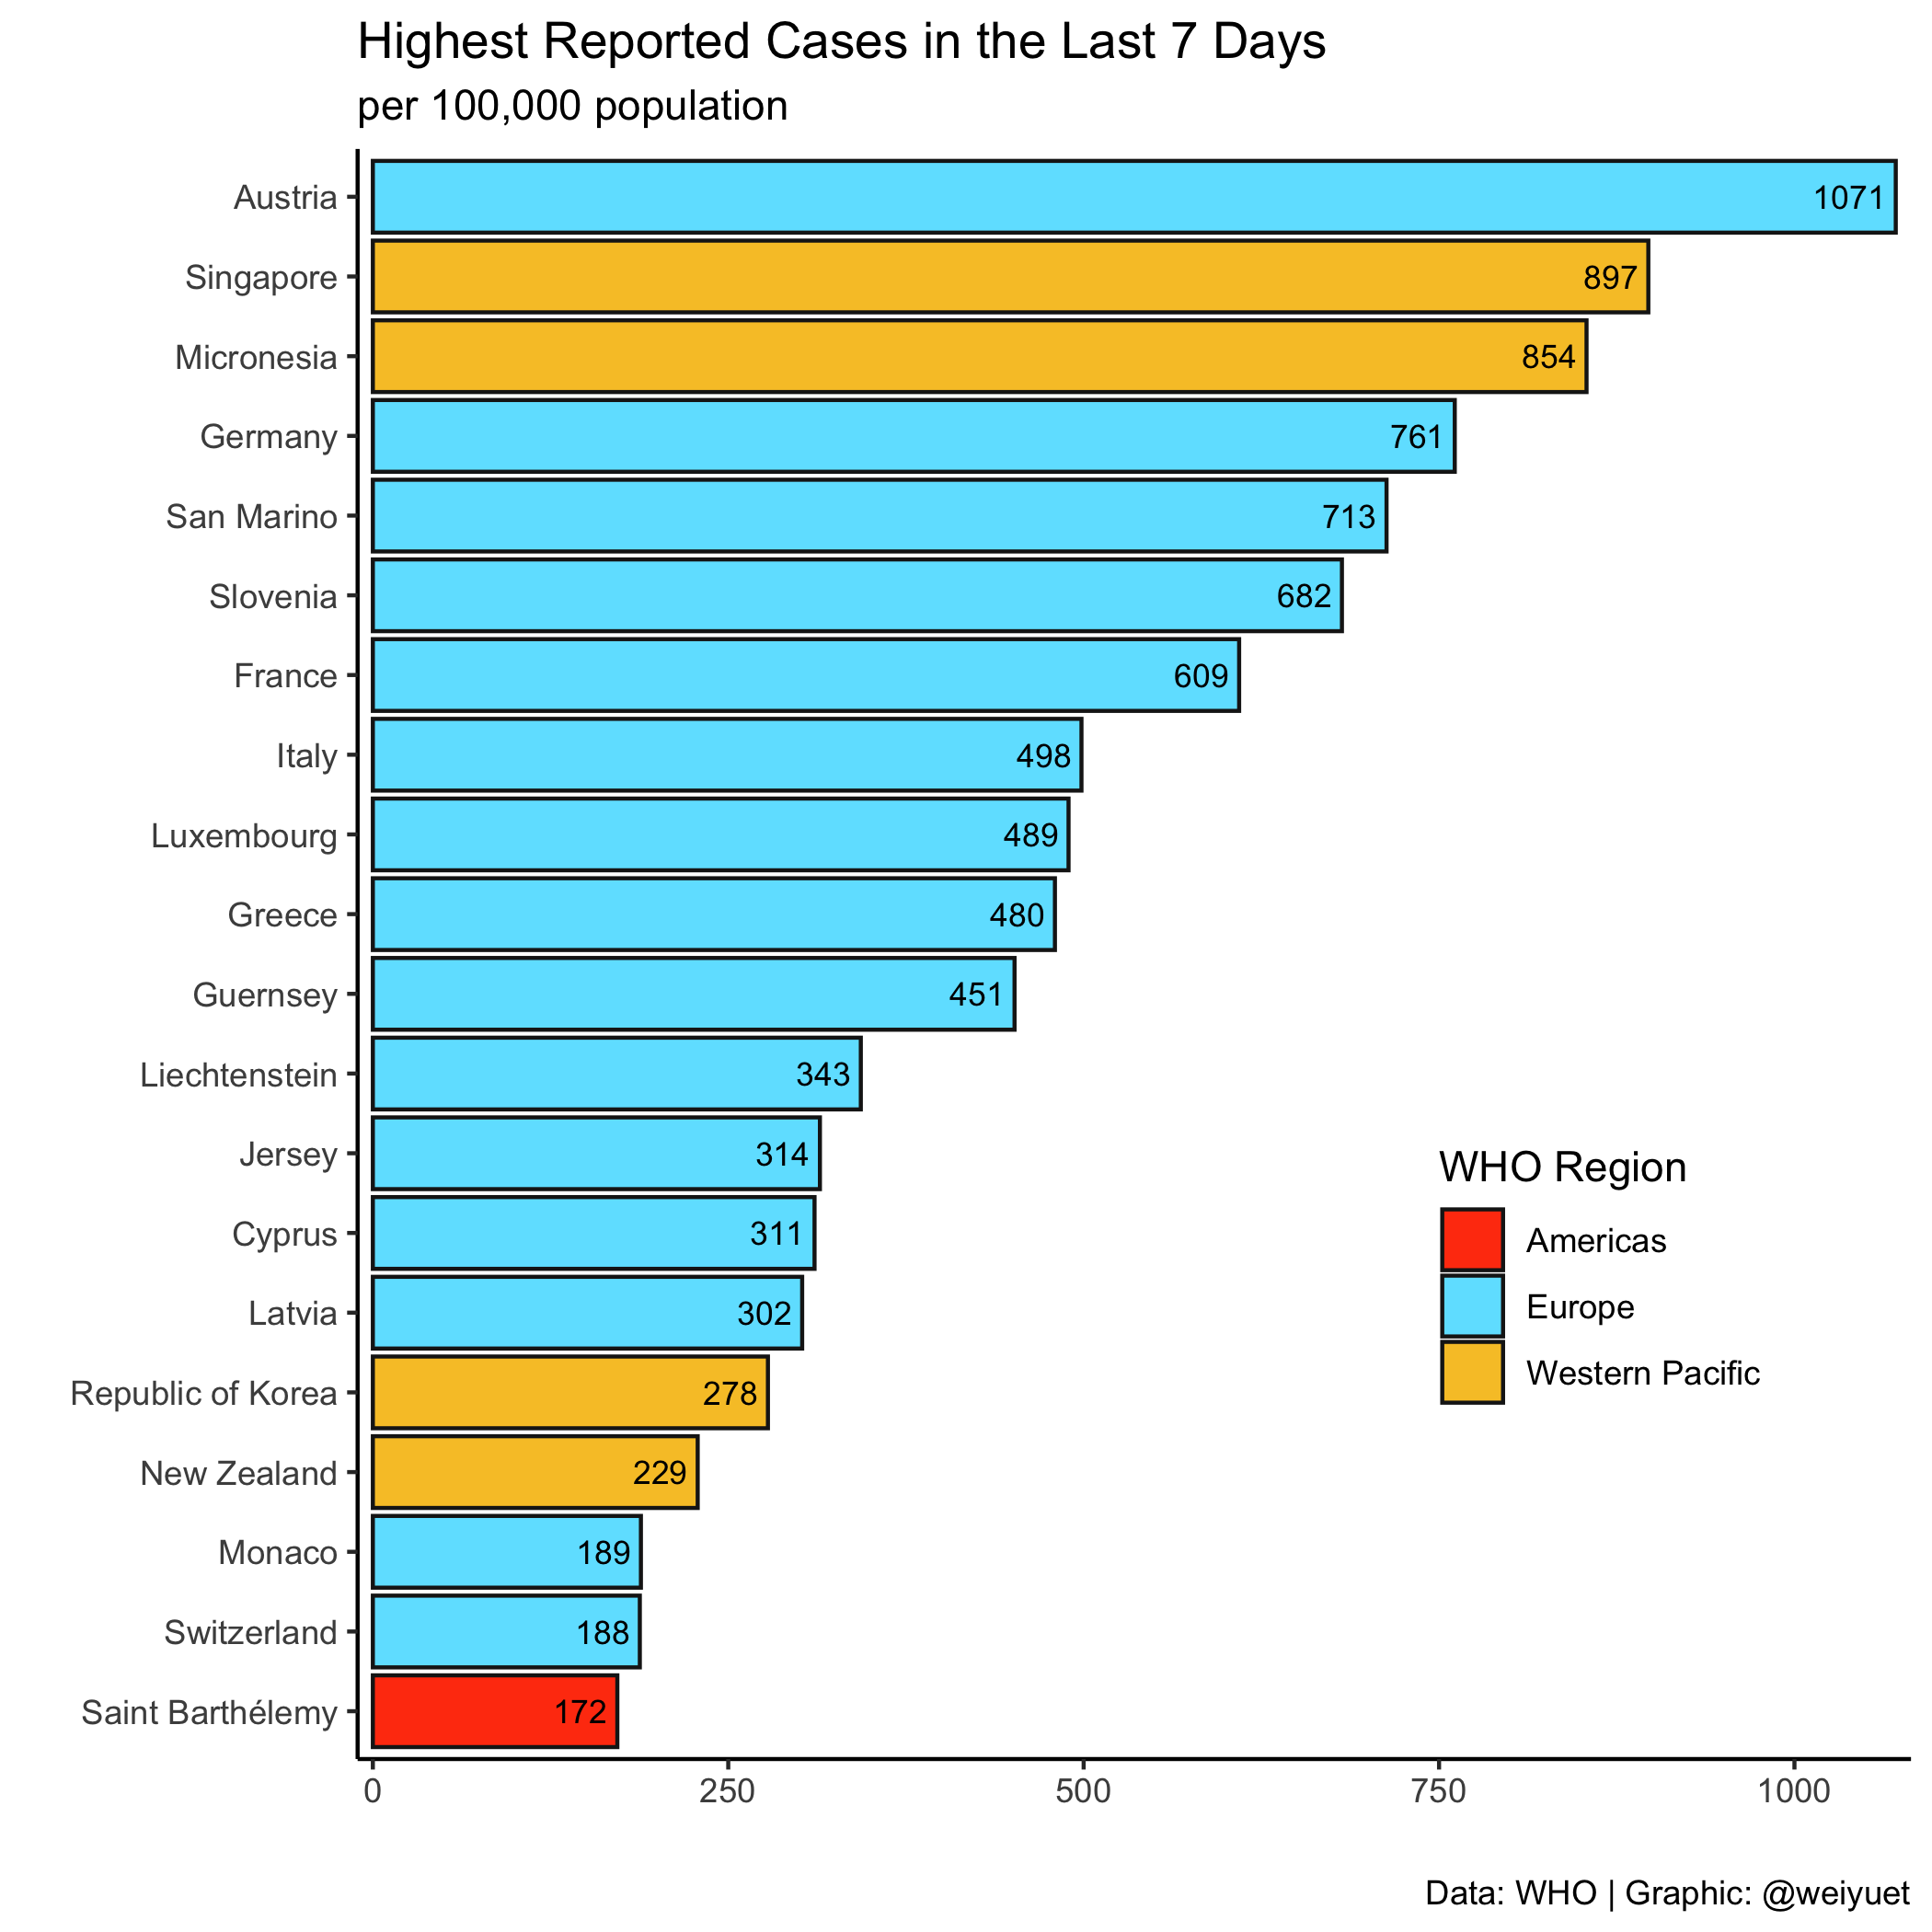 Highest Reported Cases in the Last 7 Days
per 100,000 population
Austria 1071
Singapore 897
Micronesia 854
Germany 761
San Marino 713
Slovenia 682
France 609
Italy 498
Luxembourg 489
Greece 480
Guernsey 451
Liechtenstein 343
Jersey 314
Cyprus 311
Latvia 302
Republic of Korea 278
New Zealand 229
Monaco 189
Switzerland 188
Saint Barthélemy 172
0 250 500 750 1000
WHO Region
Americas
Europe
Western Pacific
Data: WHO | Graphic: @weiyuet